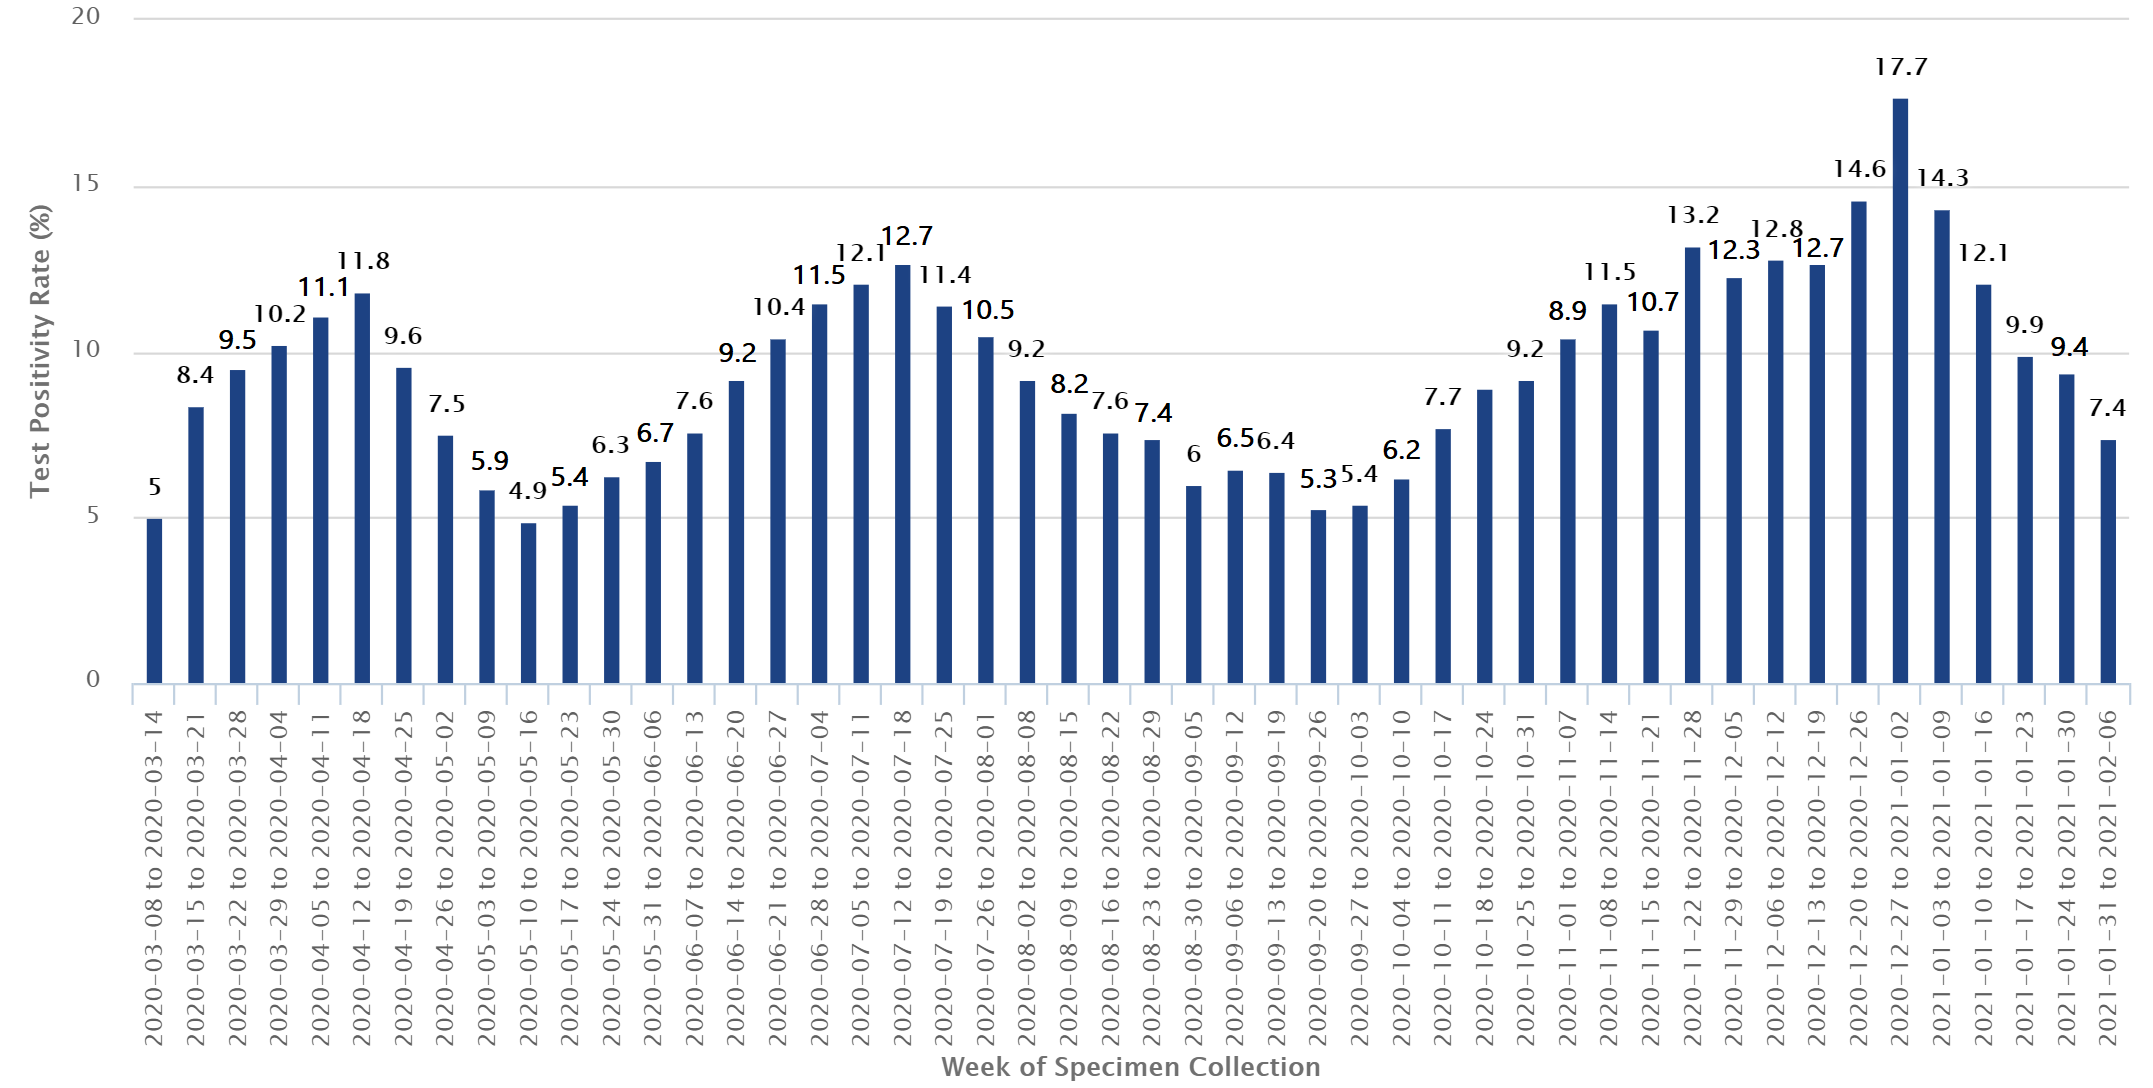 20
15
10
5
0
Test Positivity Rate (%)
5
8.4
9.5
10.2
11.1
11.8
9.6
7.5
5.9
4.9
5.4
6.3
6.7
7.6
9.2
10.4
11.5
12.1
12.7
11.4
10.5
9.2
8.2
7.6
7.4
6
6.5
6.4
5.3
5.4
6.2
7.7
9.2
8.9
11.5
10.7
13.2
12.3
12.8
12.7
14.6
17.7
14.3
12.1
9.9
9.4
7.4
2020-03-08 to 2020-03-14
2020-03-15 to 2020-03-21
2020-03-22 to 2020-03-28
2020-03-29 to 2020-04-04
2020-04-05 to 2020-04-11
2020-04-12 to 2020-04-18
2020-04-19 to 2020-04-25
2020-04-26 to 2020-05-02
2020-05-03 to 2020-05-09
2020-05-10 to 2020-05-16
2020-05-17 to 2020-05-23
2020-05-24 to 2020-05-30
2020-05-31 to 2020-06-06
2020-06-07 to 2020-06-13
2020-06-14 to 2020-06-20
2020-06-21 to 2020-06-27
2020-06-28 to 2020-07-04
2020-07-05 to 2020-07-11
2020-07-12 to 2020-07-18
2020-07-19 to 2020-07-25
2020-07-26 to 2020-08-01
2020-08-02 to 2020-08-08
2020-08-09 to 2020-08-15
2020-08-16 to 2020-08-22
2020-08-23 to 2020-08-29
2020-08-30 to 2020-09-05
2020-09-06 to 2020-09-12
2020-09-13 to 2020-09-19
2020-09-20 to 2020-09-26
2020-09-27 to 2020-10-03
2020-10-04 to 2020-10-10
2020-10-11 to 2020-10-17
2020-10-18 to 2020-10-24
2020-10-25 to 2020-10-31
2020-11-01 to 2020-11-07
2020-11-08 to 2020-11-14
2020-11-15 to 2020-11-21
2020-11-22 to 2020-11-28
2020-11-29 to 2020-12-05
2020-12-06 to 2020-12-12
2020-12-13 to 2020-12-19
2020-12-20 to 2020-12-26
2020-12-27 to 2021-01-02
2021-01-03 to 2021-01-09
2021-01-10 to 2021-01-16
2021-01-17 to 2021-01-23
2021-01-24 to 2021-01-30
2021-01-31 to 2021-02-06
Week of Specimen Collection